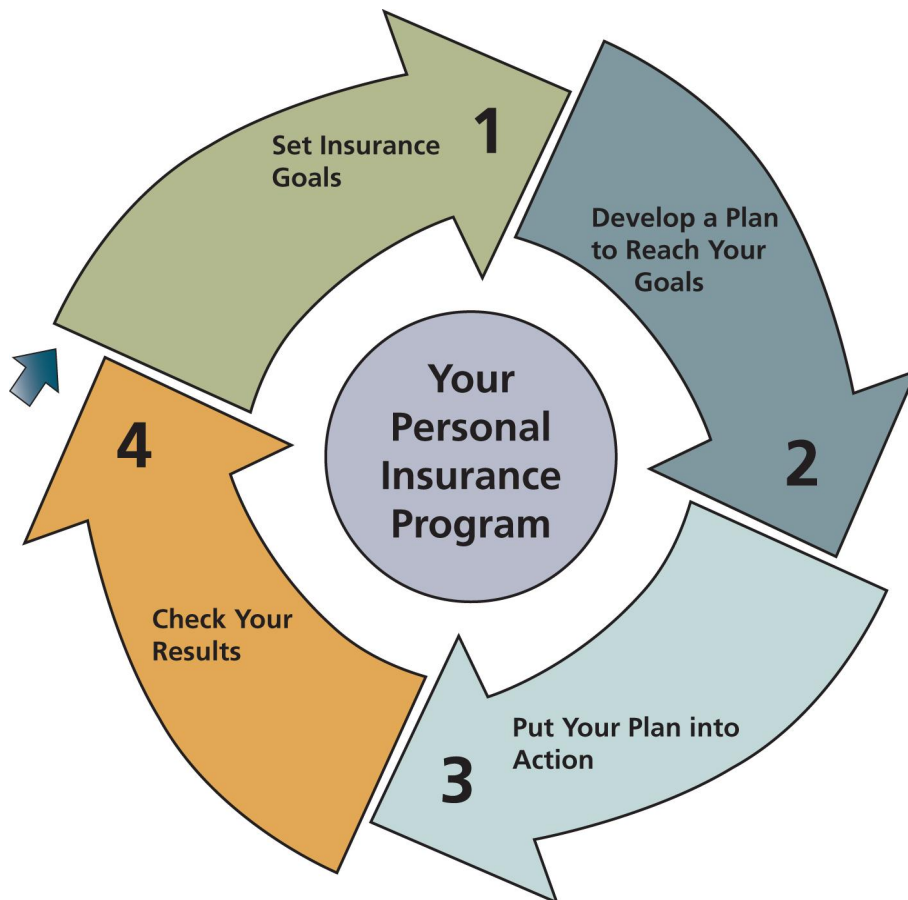 1
Set Insurance
Goals
Develop a Plan
to Reach Your
Goals
2
Put Your Plan into
Action
3
4
Check Your
Results
Your
Personal
Insurance
Program